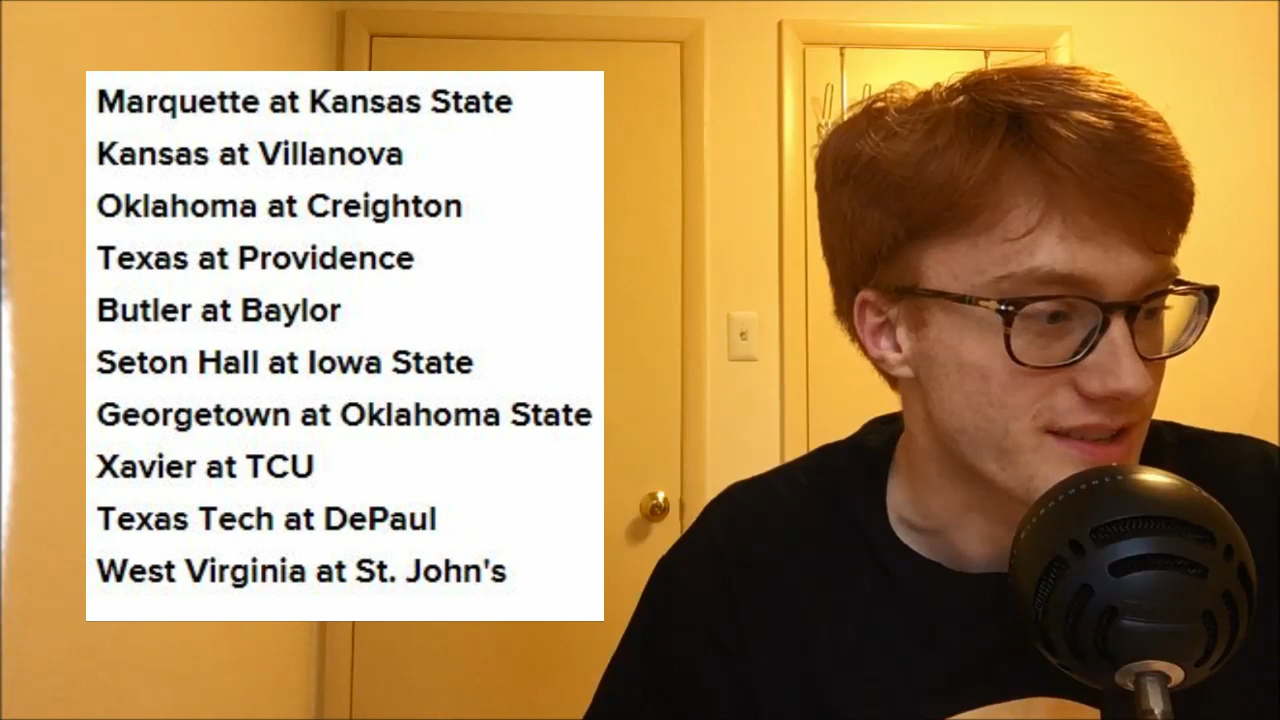 Marquette at Kansas State
Kansas at Villanova
Oklahoma at Creighton
Texas at Providence
Butler at Baylor
Seton Hall at Iowa State
Georgetown at Oklahoma State
Xavier at TCU
Texas Tech at DePaul
West Virginia at St. John's